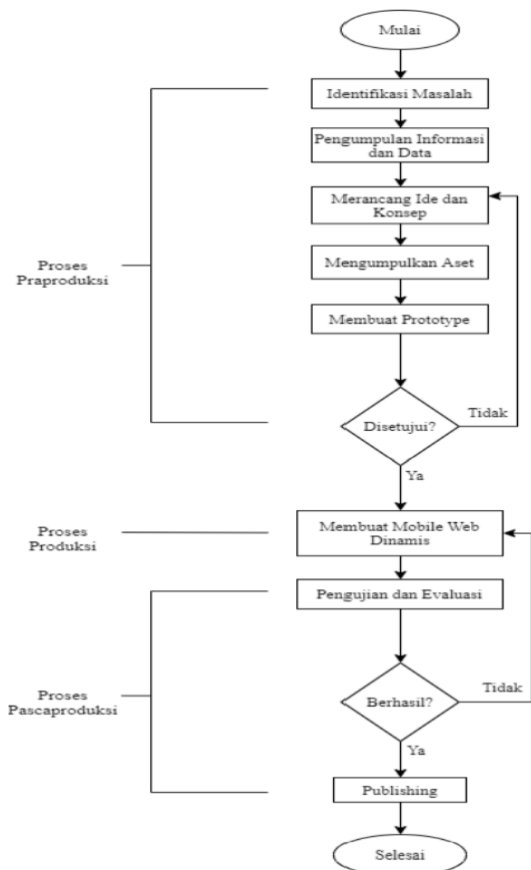 Mulai
Identifikasi Masalah
Pengumpulan Informasi
dan Data
Merancang Ide dan
Konsep
Proses
Praproduksi
Mengumpulkan Aset
Membuat Prototype
Disetujui?
Tidak
Ya
Proses
Produksi
Membuat Mobile Web
Dinamis
Pengujian dan Evaluasi
Proses
Pascaproduksi
Berhasil?
Tidak
Ya
Publishing
Selesai